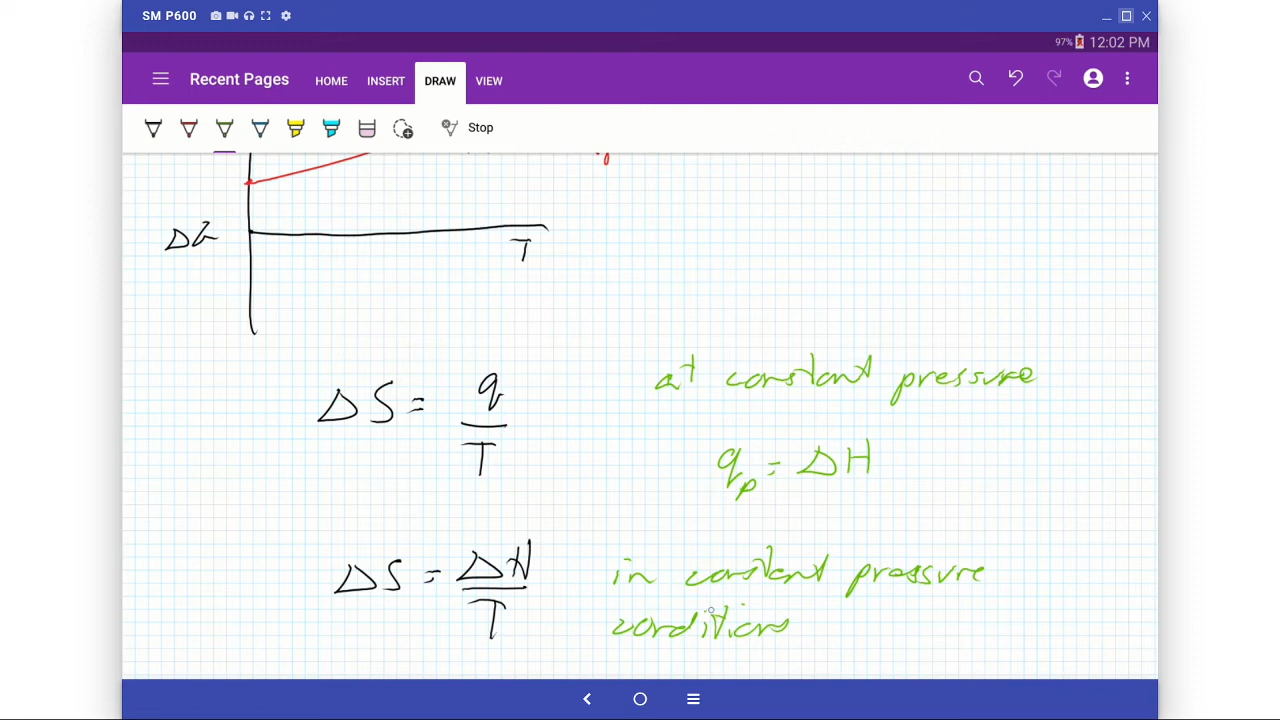 SM P600
97% 12:02 PM
Recent Pages HOME INSERT DRAW VIEW
Stop
ΔG
T
ΔS = q/T
at constant pressure
qₚ = ΔH
ΔS = ΔH/T
in constant pressure
conditions